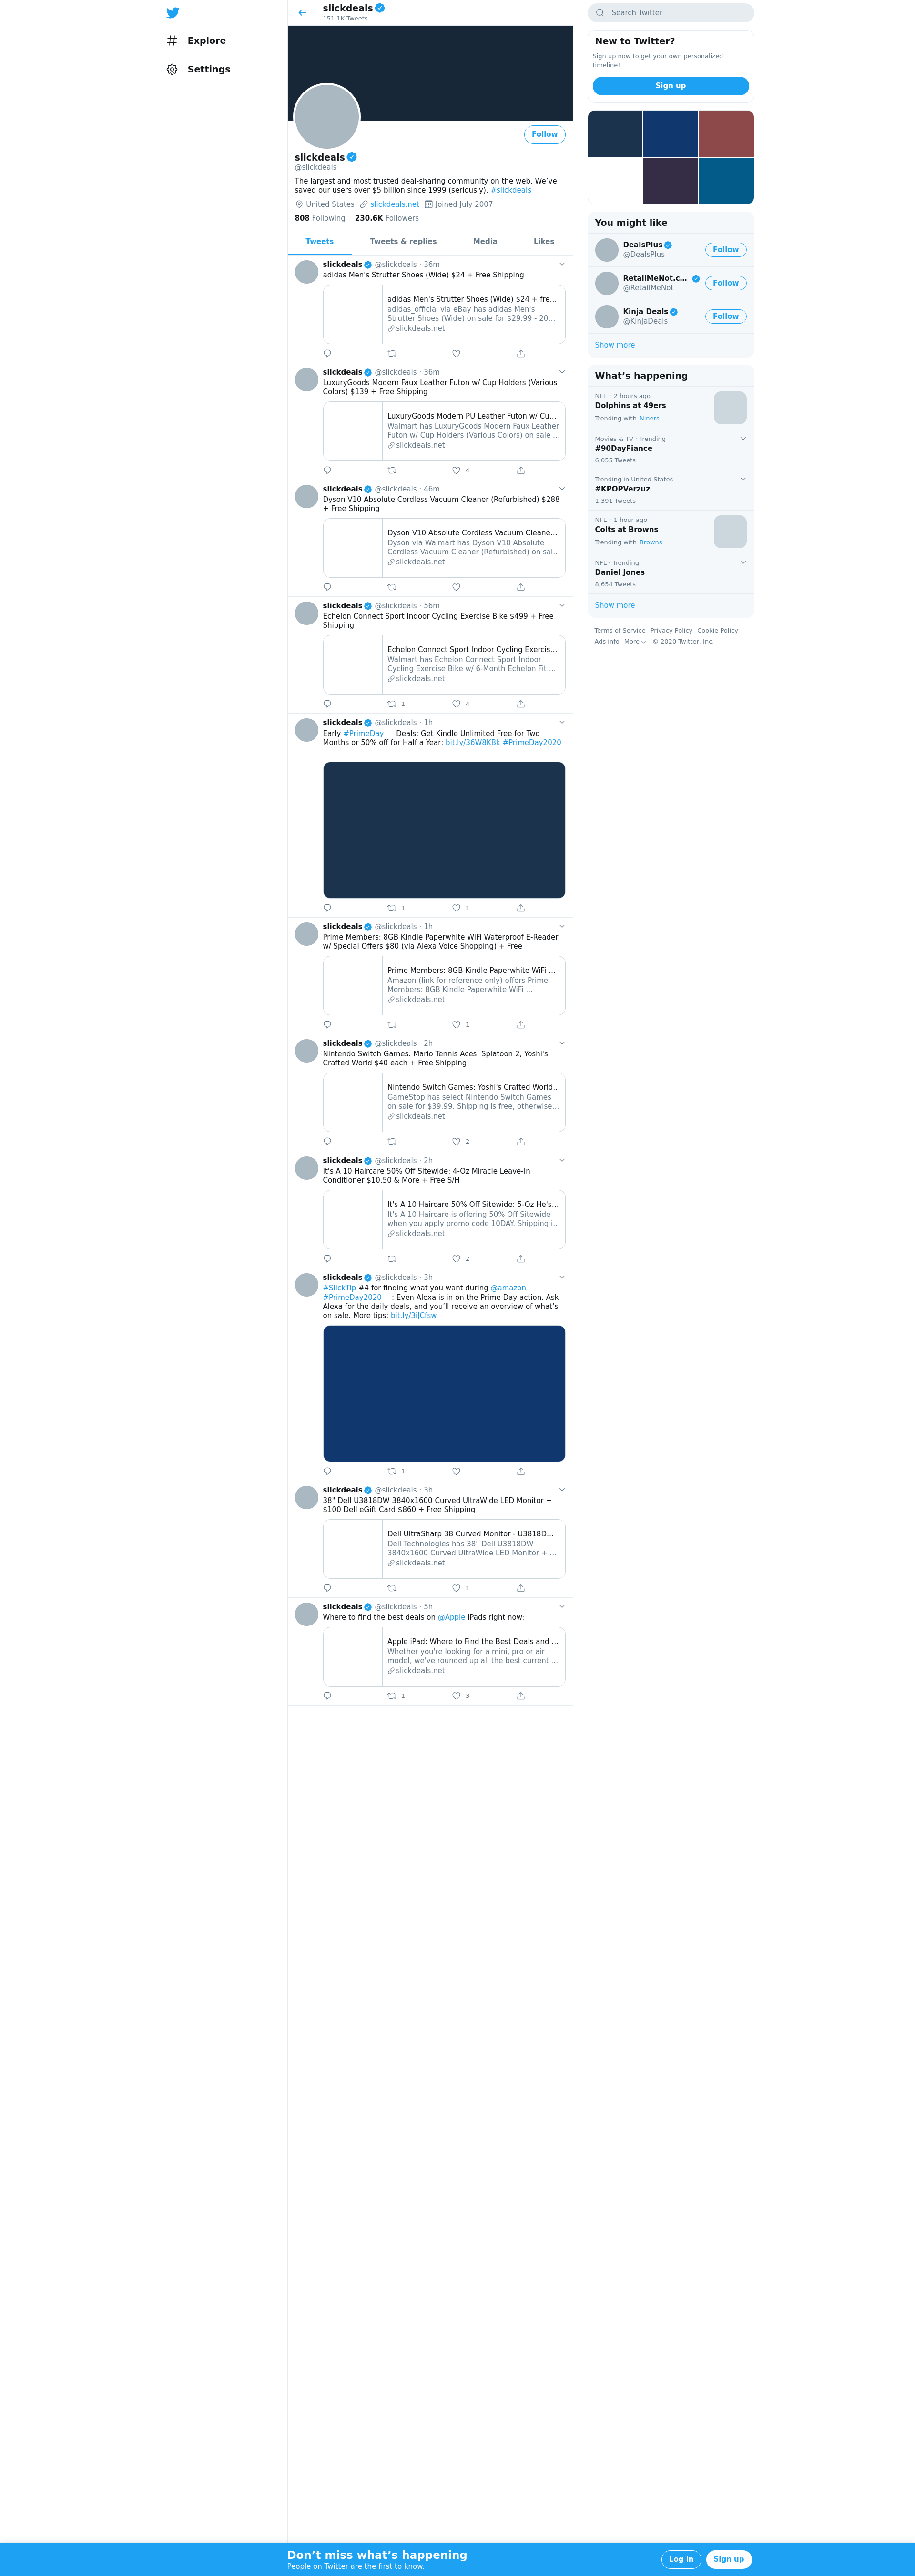 Explore
Settings
slickdeals
151.1K Tweets
Follow
slickdeals
@slickdeals
The largest and most trusted deal-sharing community on the web. We've
saved our users over $5 billion since 1999 (seriously). #slickdeals
United States slickdeals.net Joined July 2007
808 Following 230.6K Followers
Tweets Tweets & replies Media Likes
slickdeals @slickdeals · 36m
adidas Men's Strutter Shoes (Wide) $24 + Free Shipping
adidas Men's Strutter Shoes (Wide) $24 + fre…
adidas_official via eBay has adidas Men's
Strutter Shoes (Wide) on sale for $29.99 - 20…
slickdeals.net
slickdeals @slickdeals · 36m
LuxuryGoods Modern Faux Leather Futon w/ Cup Holders (Various
Colors) $139 + Free Shipping
LuxuryGoods Modern PU Leather Futon w/ Cu…
Walmart has LuxuryGoods Modern Faux Leather
Futon w/ Cup Holders (Various Colors) on sale …
slickdeals.net
4
slickdeals @slickdeals · 46m
Dyson V10 Absolute Cordless Vacuum Cleaner (Refurbished) $288
+ Free Shipping
Dyson V10 Absolute Cordless Vacuum Cleane…
Dyson via Walmart has Dyson V10 Absolute
Cordless Vacuum Cleaner (Refurbished) on sal…
slickdeals.net
slickdeals @slickdeals · 56m
Echelon Connect Sport Indoor Cycling Exercise Bike $499 + Free
Shipping
Echelon Connect Sport Indoor Cycling Exercis…
Walmart has Echelon Connect Sport Indoor
Cycling Exercise Bike w/ 6-Month Echelon Fit …
slickdeals.net
1 4
slickdeals @slickdeals · 1h
Early #PrimeDay Deals: Get Kindle Unlimited Free for Two
Months or 50% off for Half a Year: bit.ly/36W8KBk #PrimeDay2020
1 1
slickdeals @slickdeals · 1h
Prime Members: 8GB Kindle Paperwhite WiFi Waterproof E-Reader
w/ Special Offers $80 (via Alexa Voice Shopping) + Free
Prime Members: 8GB Kindle Paperwhite WiFi …
Amazon (link for reference only) offers Prime
Members: 8GB Kindle Paperwhite WiFi …
slickdeals.net
1
slickdeals @slickdeals · 2h
Nintendo Switch Games: Mario Tennis Aces, Splatoon 2, Yoshi's
Crafted World $40 each + Free Shipping
Nintendo Switch Games: Yoshi's Crafted World…
GameStop has select Nintendo Switch Games
on sale for $39.99. Shipping is free, otherwise…
slickdeals.net
2
slickdeals @slickdeals · 2h
It's A 10 Haircare 50% Off Sitewide: 4-Oz Miracle Leave-In
Conditioner $10.50 & More + Free S/H
It's A 10 Haircare 50% Off Sitewide: 5-Oz He's…
It's A 10 Haircare is offering 50% Off Sitewide
when you apply promo code 10DAY. Shipping i…
slickdeals.net
2
slickdeals @slickdeals · 3h
#SlickTip #4 for finding what you want during @amazon
#PrimeDay2020 : Even Alexa is in on the Prime Day action. Ask
Alexa for the daily deals, and you'll receive an overview of what's
on sale. More tips: bit.ly/3iJCfsw
1
slickdeals @slickdeals · 3h
38" Dell U3818DW 3840x1600 Curved UltraWide LED Monitor +
$100 Dell eGift Card $860 + Free Shipping
Dell UltraSharp 38 Curved Monitor - U3818D…
Dell Technologies has 38" Dell U3818DW
3840x1600 Curved UltraWide LED Monitor + …
slickdeals.net
1
slickdeals @slickdeals · 5h
Where to find the best deals on @Apple iPads right now:
Apple iPad: Where to Find the Best Deals and …
Whether you're looking for a mini, pro or air
model, we've rounded up all the best current …
slickdeals.net
1 3
Search Twitter
New to Twitter?
Sign up now to get your own personalized
timeline!
Sign up
You might like
DealsPlus
@DealsPlus
Follow
RetailMeNot.c…
@RetailMeNot
Follow
Kinja Deals
@KinjaDeals
Follow
Show more
What's happening
NFL · 2 hours ago
Dolphins at 49ers
Trending with Niners
Movies & TV · Trending
#90DayFiance
6,055 Tweets
Trending in United States
#KPOPVerzuz
1,391 Tweets
NFL · 1 hour ago
Colts at Browns
Trending with Browns
NFL · Trending
Daniel Jones
8,654 Tweets
Show more
Terms of Service Privacy Policy Cookie Policy
Ads info More © 2020 Twitter, Inc.
Don't miss what's happening
People on Twitter are the first to know.
Log in Sign up